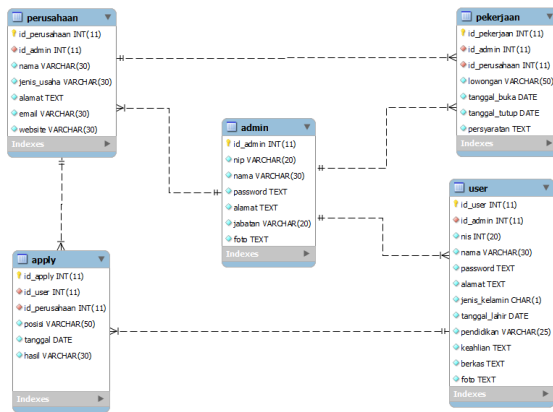 perusahaan
id_perusahaan INT(11)
id_admin INT(11)
nama VARCHAR(30)
jenis_usaha VARCHAR(30)
alamat TEXT
email VARCHAR(30)
website VARCHAR(30)
Indexes
pekerjaan
id_pekerjaan INT(11)
id_admin INT(11)
id_perusahaan INT(11)
lowongan VARCHAR(50)
tanggal_buka DATE
tanggal_tutup DATE
persyaratan TEXT
Indexes
admin
id_admin INT(11)
nip VARCHAR(20)
nama VARCHAR(30)
password TEXT
alamat TEXT
jabatan VARCHAR(20)
foto TEXT
Indexes
user
id_user INT(11)
id_admin INT(11)
nis INT(20)
nama VARCHAR(30)
password TEXT
alamat TEXT
jenis_kelamin CHAR(1)
tanggal_lahir DATE
pendidikan VARCHAR(25)
keahlian TEXT
berkas TEXT
foto TEXT
Indexes
apply
id_apply INT(11)
id_user INT(11)
id_perusahaan INT(11)
posisi VARCHAR(50)
tanggal DATE
hasil VARCHAR(30)
Indexes